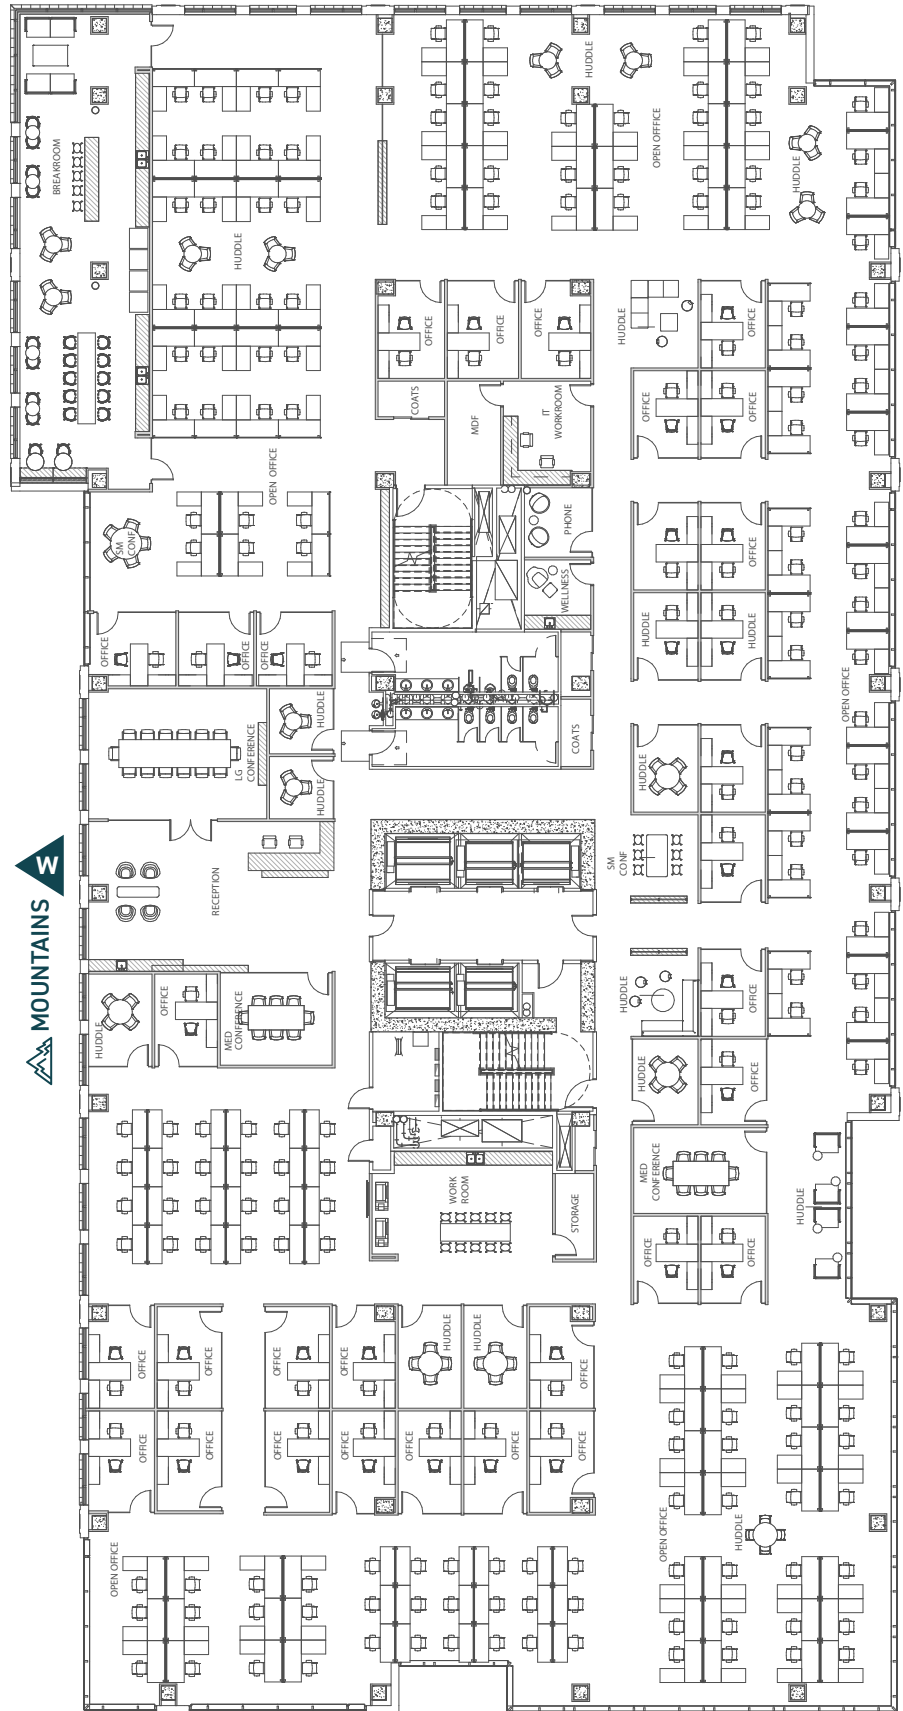 HUDDLE
HUDDLE
OPEN OFFFICE
BREAKROOM
HUDDLE
HUDDLE
OFFICE
OFFICE
OFFICE
HUDDLE
OFFICE
COATS
MDF
IT
WORKROOM
OFFICE
OFFICE
OPEN OFFICE
SM
CONF
PHONE
OFFICE
WELLNESS
HUDDLE
HUDDLE
OFFICE
OFFICE
OFFICE
OPEN OFFICE
HUDDLE
LG
CONFERENCE
COATS
HUDDLE
HUDDLE
OFFICE
W
MOUNTAINS
RECEPTION
SM
CONF
OFFICE
HUDDLE
OFFICE
MED
CONFERENCE
HUDDLE
OFFICE
HUDDLE
OFFICE
MED
CONFERENCE
WORK
ROOM
STORAGE
HUDDLE
OFFICE
OFFICE
OFFICE
OFFICE
OFFICE
OFFICE
HUDDLE
HUDDLE
OFFICE
OFFICE
OFFICE
OFFICE
OFFICE
OFFICE
OFFICE
OFFICE
OPEN OFFICE
OPEN OFFICE
HUDDLE